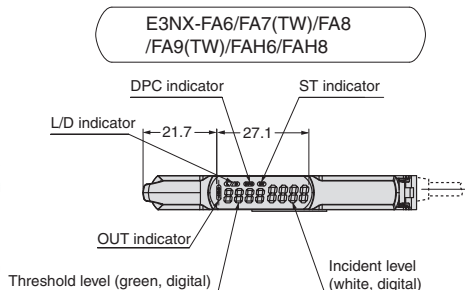 E3NX-FA6/FA7(TW)/FA8
/FA9(TW)/FAH6/FAH8
DPC indicator
ST indicator
L/D indicator
21.7
27.1
OUT indicator
Threshold level (green, digital)
Incident level
(white, digital)